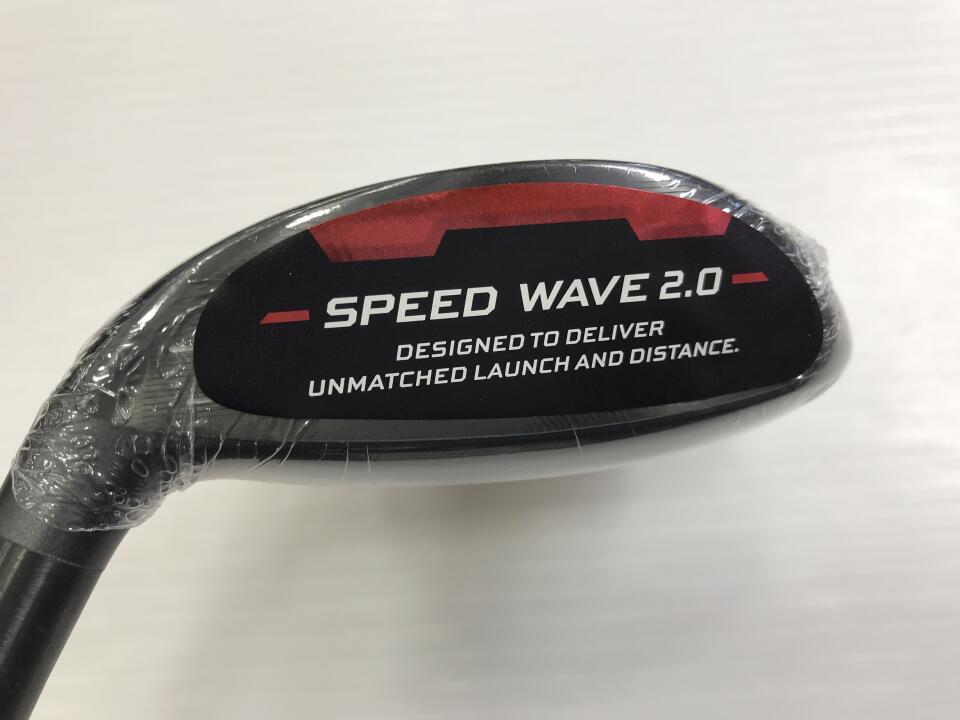 SPEED WAVE 2.0
DESIGNED TO DELIVER
UNMATCHED LAUNCH AND DISTANCE.